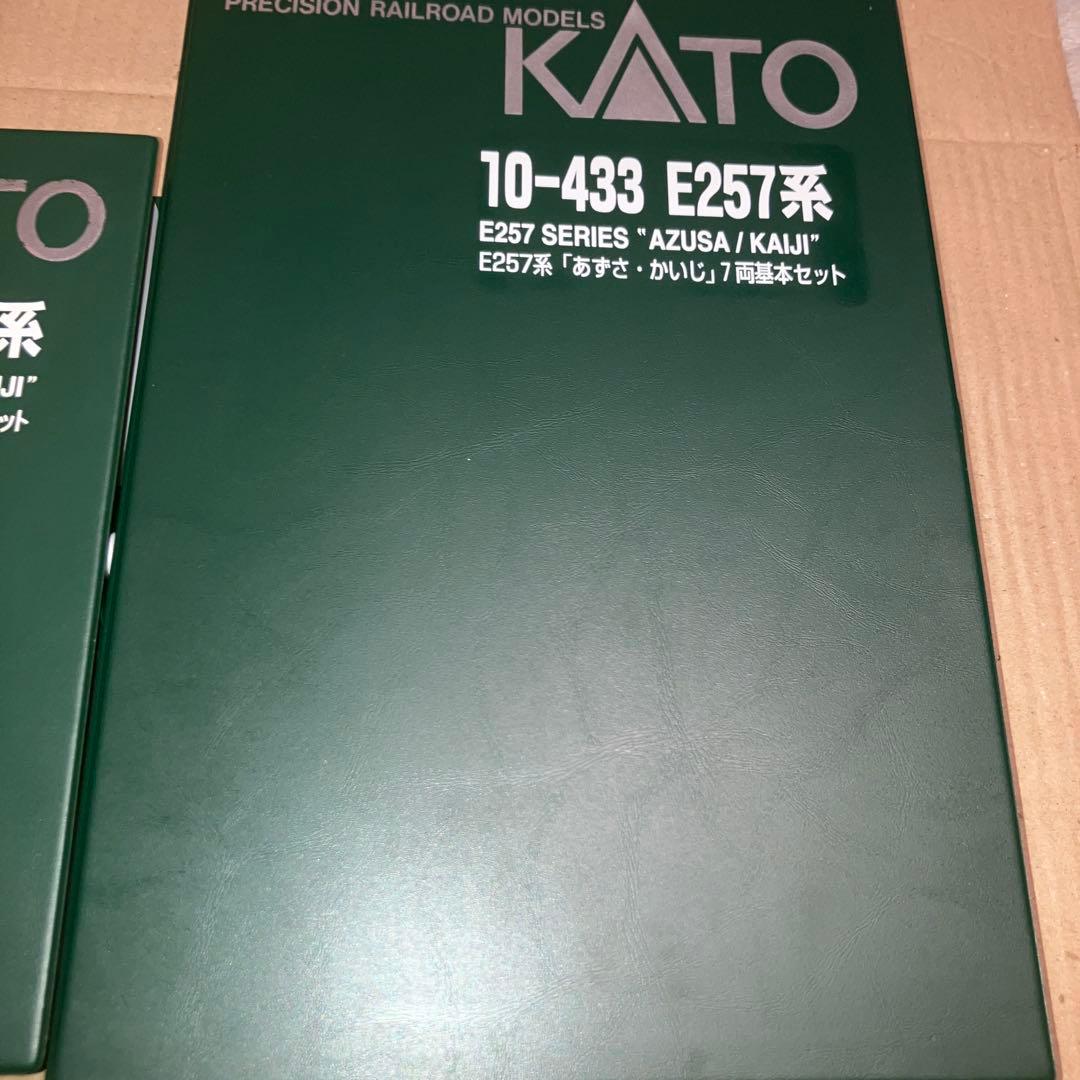 PRECISION RAILROAD MODELS
KATO
10-433 E257系
E257 SERIES "AZUSA / KAIJI"
E257系「あずさ・かいじ」7両基本セット
TO
系
JI"
ット